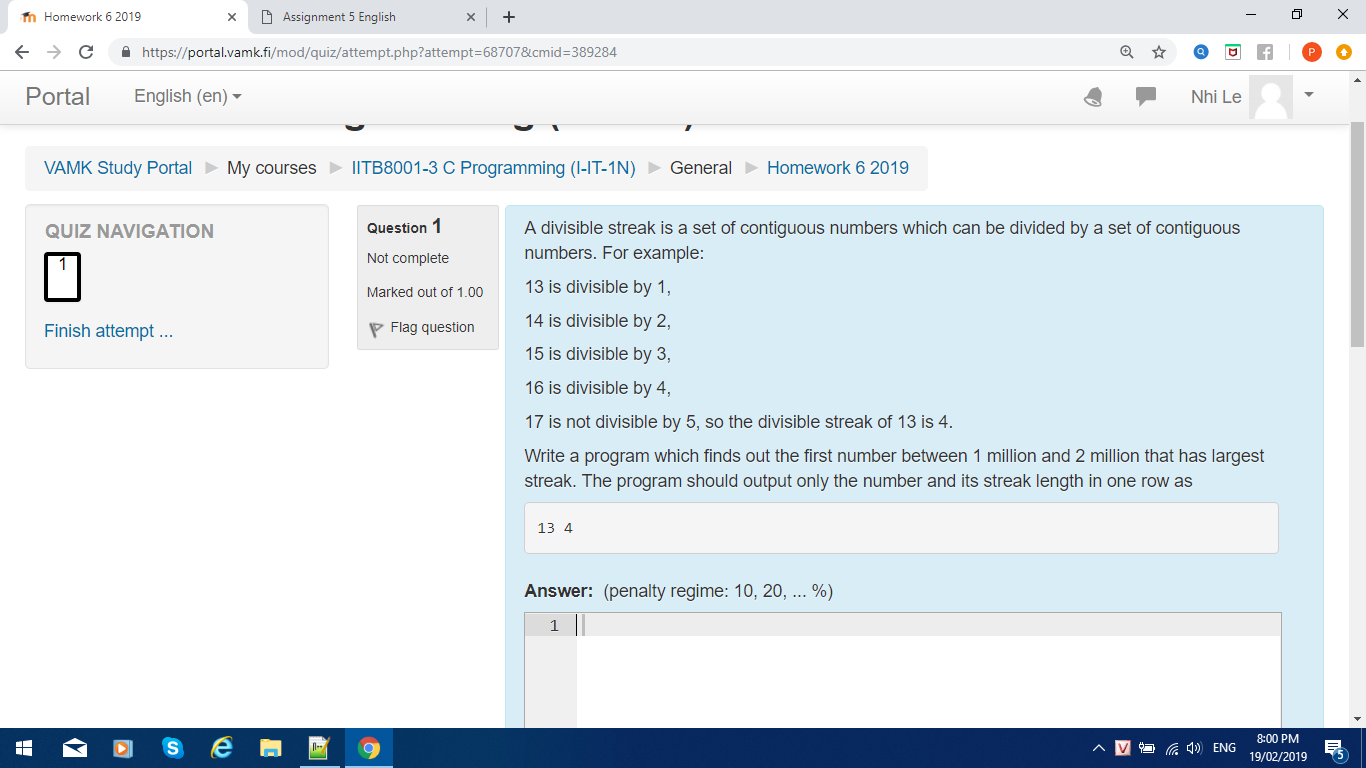 Homework 6 2019
Assignment 5 English
https://portal.vamk.fi/mod/quiz/attempt.php?attempt=68707&cmid=389284
P
Portal
English (en)
Nhi Le
VAMK Study Portal
My courses
IITB8001-3 C Programming (I-IT-1N)
General
Homework 6 2019
QUIZ NAVIGATION
1
Finish attempt ...
Question 1
Not complete
Marked out of 1.00
Flag question
A divisible streak is a set of contiguous numbers which can be divided by a set of contiguous
numbers. For example:
13 is divisible by 1,
14 is divisible by 2,
15 is divisible by 3,
16 is divisible by 4,
17 is not divisible by 5, so the divisible streak of 13 is 4.
Write a program which finds out the first number between 1 million and 2 million that has largest
streak. The program should output only the number and its streak length in one row as
13 4
Answer: (penalty regime: 10, 20, ... %)
1
V
ENG
8:00 PM
19/02/2019
5